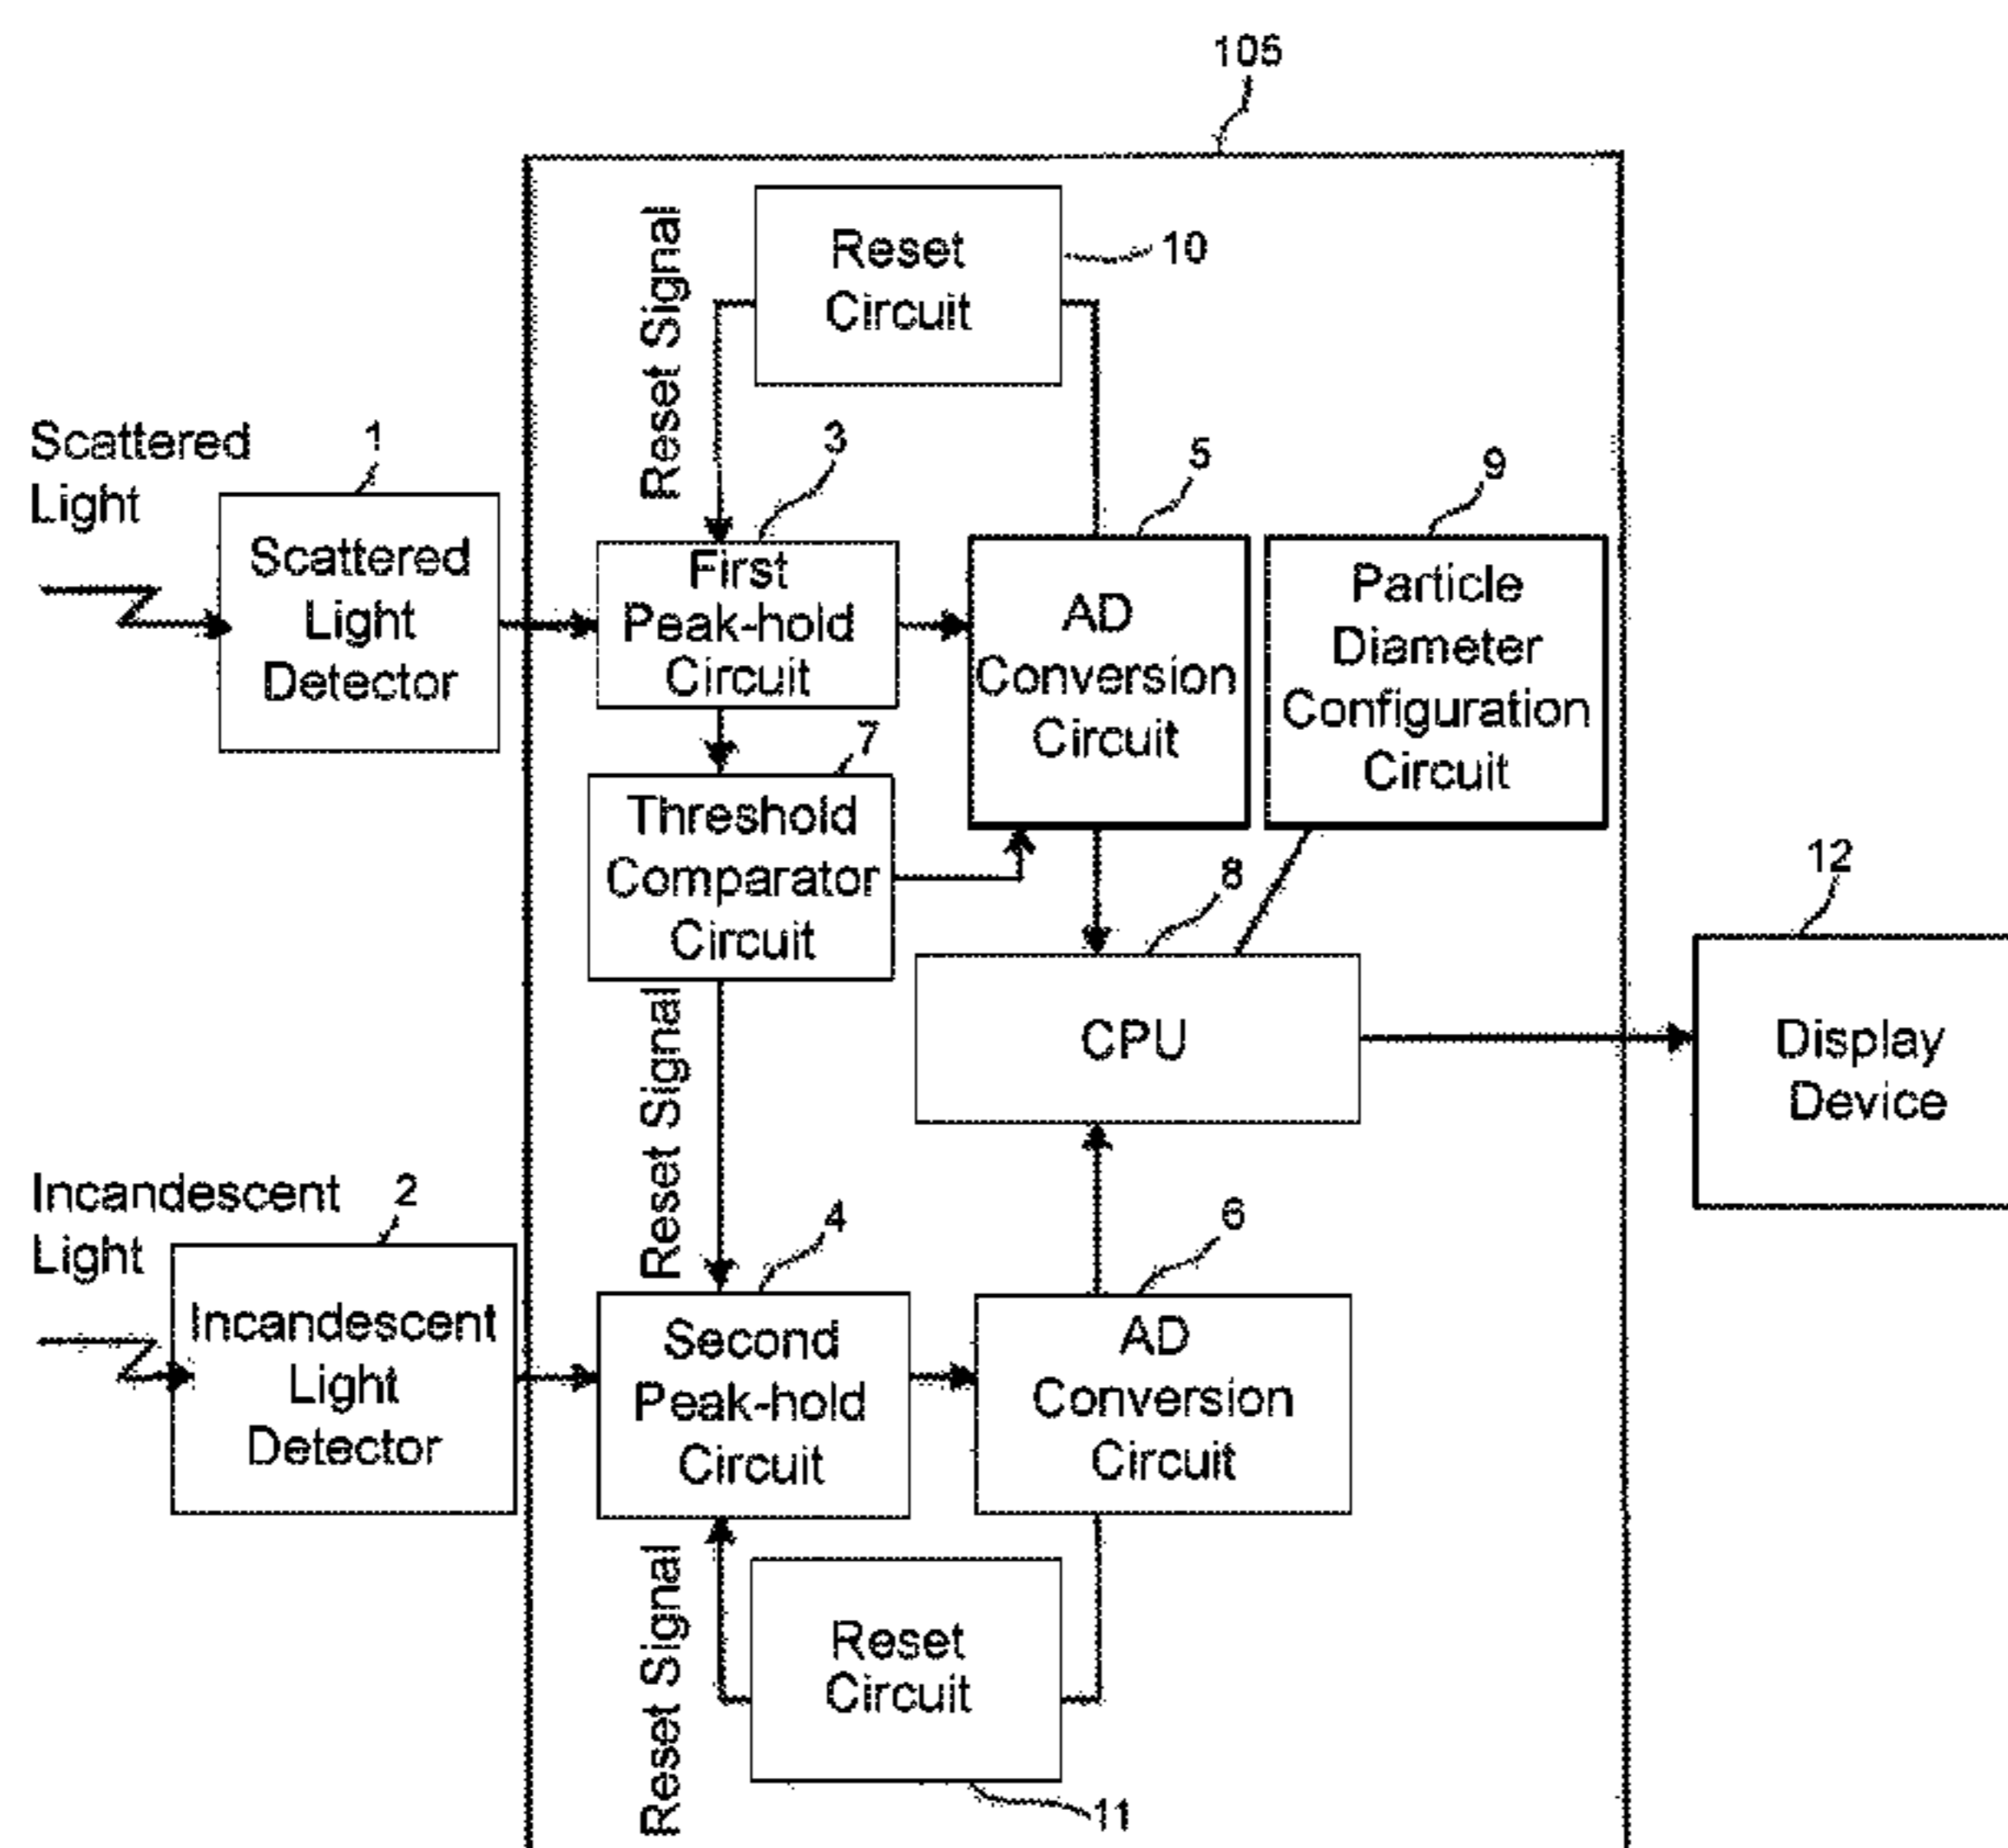 105
Reset
Circuit
10
Reset Signal
Scattered
Light
1
Scattered
Light
Detector
3
First
Peak-hold
Circuit
5
AD
Conversion
Circuit
9
Particle
Diameter
Configuration
Circuit
7
Threshold
Comparator
Circuit
8
CPU
12
Display
Device
Reset Signal
Incandescent
Light
2
Incandescent
Light
Detector
4
Second
Peak-hold
Circuit
6
AD
Conversion
Circuit
Reset Signal
Reset
Circuit
11